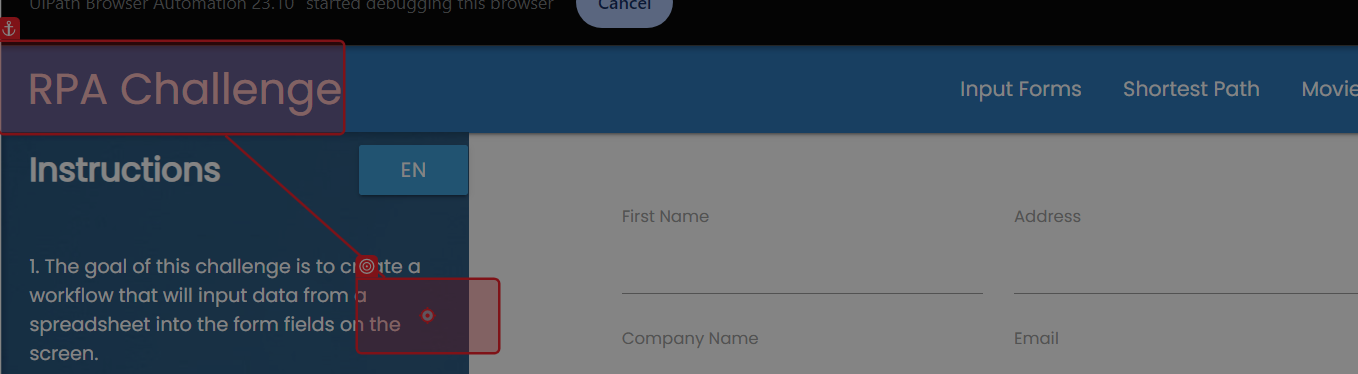 UiPath Browser Automation 23.10" started debugging this browser
Cancel
RPA Challenge
Input Forms
Shortest Path
Movie
Instructions
EN
1. The goal of this challenge is to create a
workflow that will input data from a
spreadsheet into the form fields on the
screen.
First Name
Address
Company Name
Email